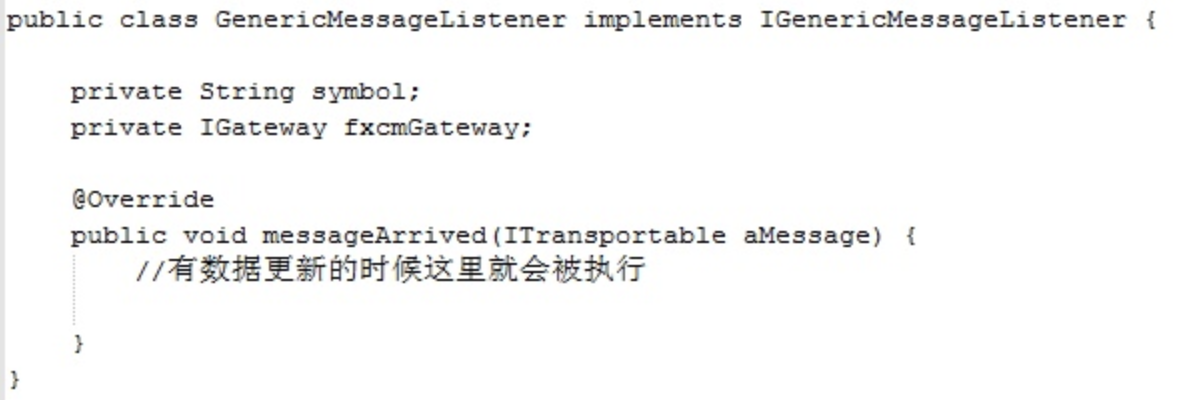 public class GenericMessageListener implements IGenericMessageListener {
private String symbol;
private IGateway fxcmGateway;
@Override
public void messageArrived(ITransportable aMessage) {
//有数据更新的时候这里就会被执行
}
}